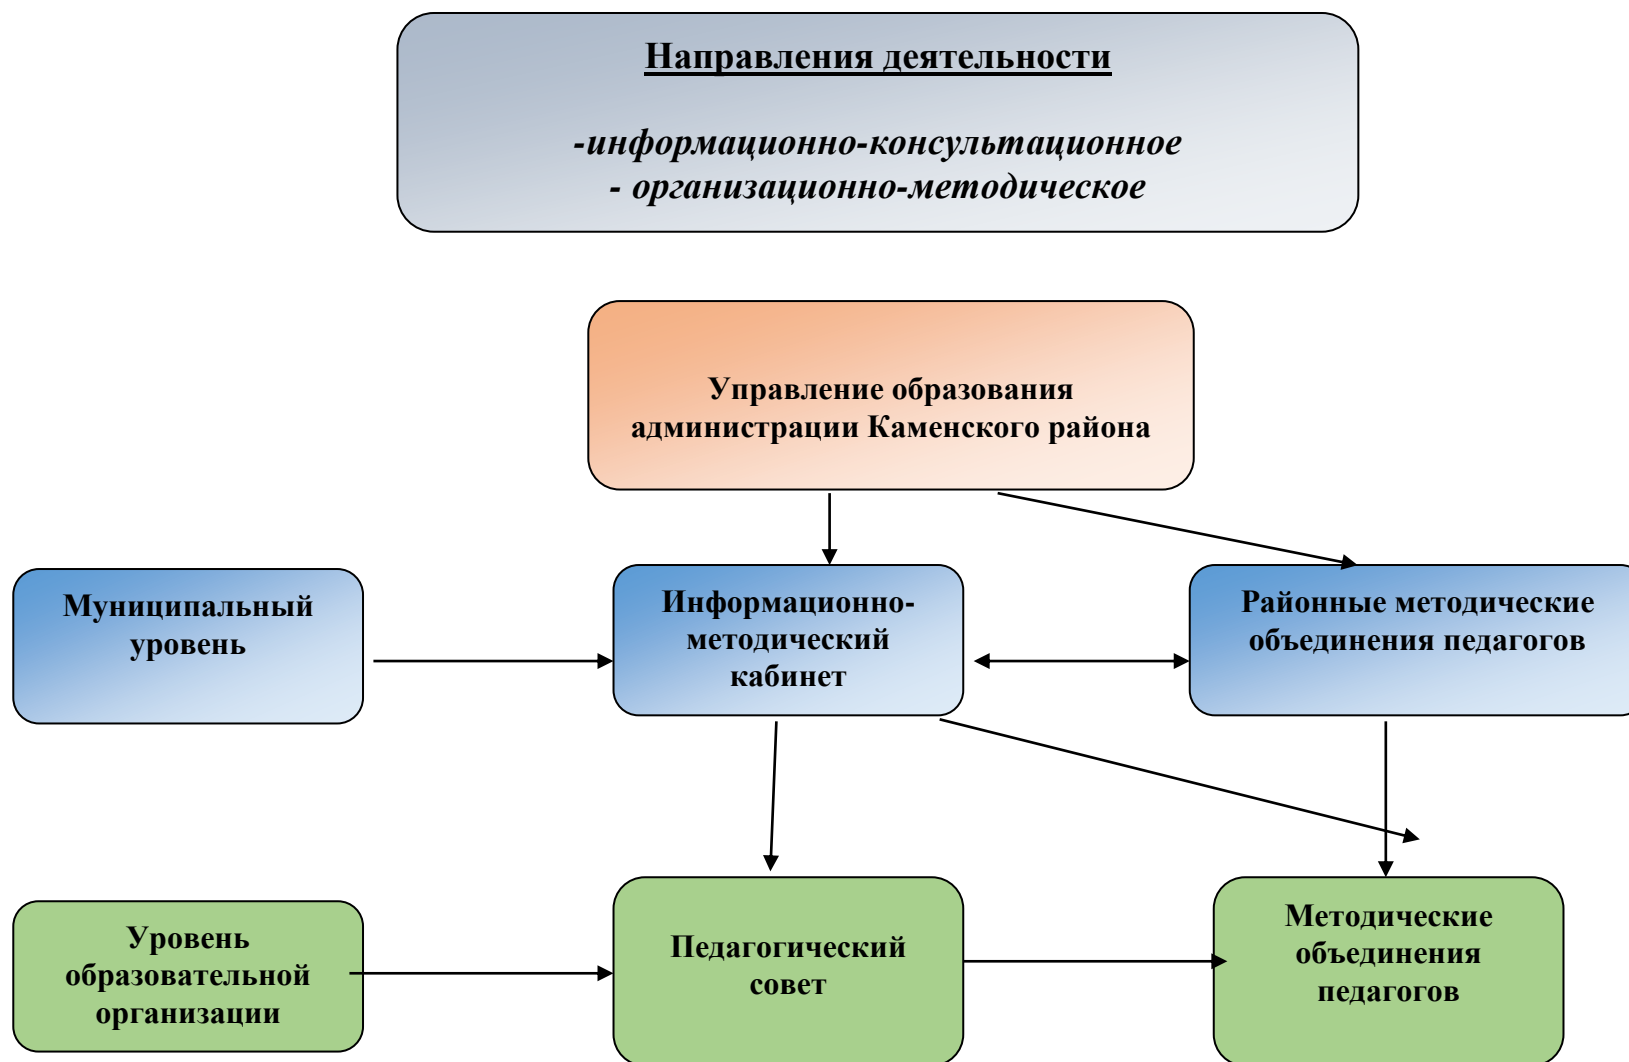 Направления деятельности
-информационно-консультационное
- организационно-методическое
Управление образования
администрации Каменского района
Муниципальный
уровень
Информационно-
методический
кабинет
Районные методические
объединения педагогов
Уровень
образовательной
организации
Педагогический
совет
Методические
объединения
педагогов